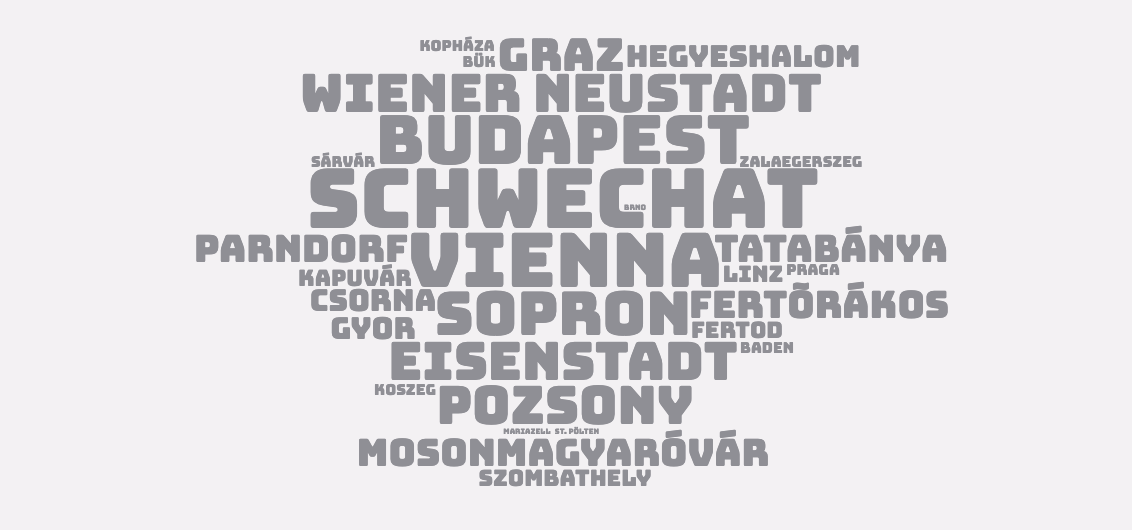 KOPHÁZA
BÜK
GRAZ
HEGYESHALOM
WIENER NEUSTADT
BUDAPEST
SÁRVÁR
ZALAEGERSZEG
SCHWECHAT
BRNO
PARNDORF
VIENNA
TATABÁNYA
KAPUVÁR
LINZ
PRAGA
CSORNA
SOPRON
FERTÕRÁKOS
GYOR
FERTOD
EISENSTADT
BADEN
KOSZEG
POZSONY
MARIAZELL
ST. PÖLTEN
MOSONMAGYARÓVÁR
SZOMBATHELY